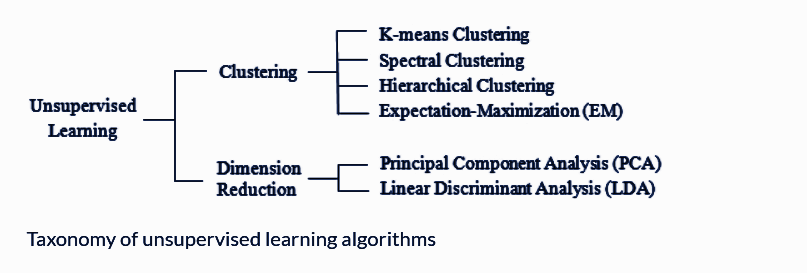 K-means Clustering
Spectral Clustering
Clustering
Hierarchical Clustering
Expectation-Maximization (EM)
Unsupervised
Learning
Dimension
Reduction
Principal Component Analysis (PCA)
Linear Discriminant Analysis (LDA)
Taxonomy of unsupervised learning algorithms